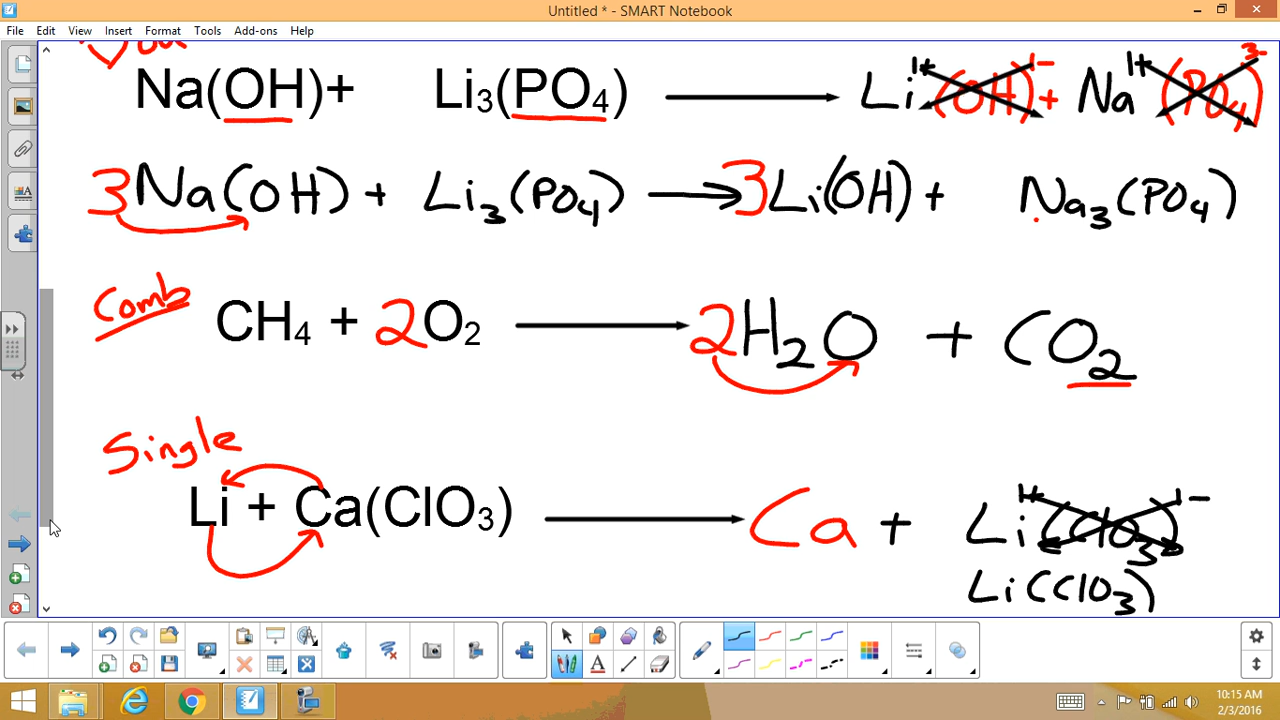 Untitled * - SMART Notebook
File Edit View Insert Format Tools Add-ons Help
Na(OH)+ Li₃(PO₄) ⟶ Li¹⁺(OH)¹⁻ + Na¹⁺(PO₄)³⁻
3Na(OH) + Li₃(PO₄) ⟶ 3Li(OH) + Na₃(PO₄)
Comb
CH₄ + 2O₂ ⟶ 2H₂O + CO₂
Single
Li + Ca(ClO₃) ⟶ Ca + Li¹⁺(ClO₃)¹⁻
Li(ClO₃)
10:15 AM
2/3/2016